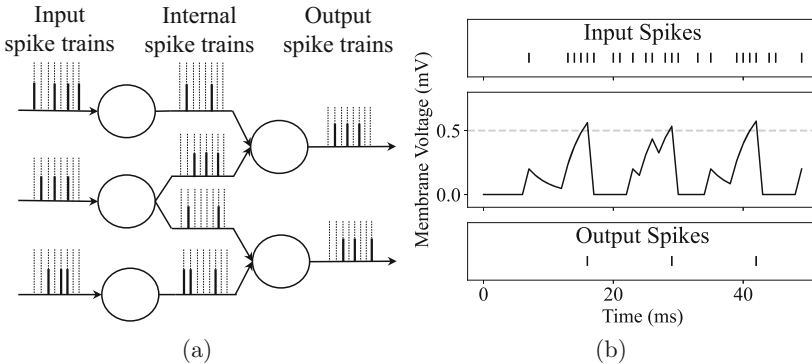 Input
spike trains
Internal
spike trains
Output
spike trains
(a)
Input Spikes
Membrane Voltage (mV)
0.5
0.0
Output Spikes
0
20
40
Time (ms)
(b)